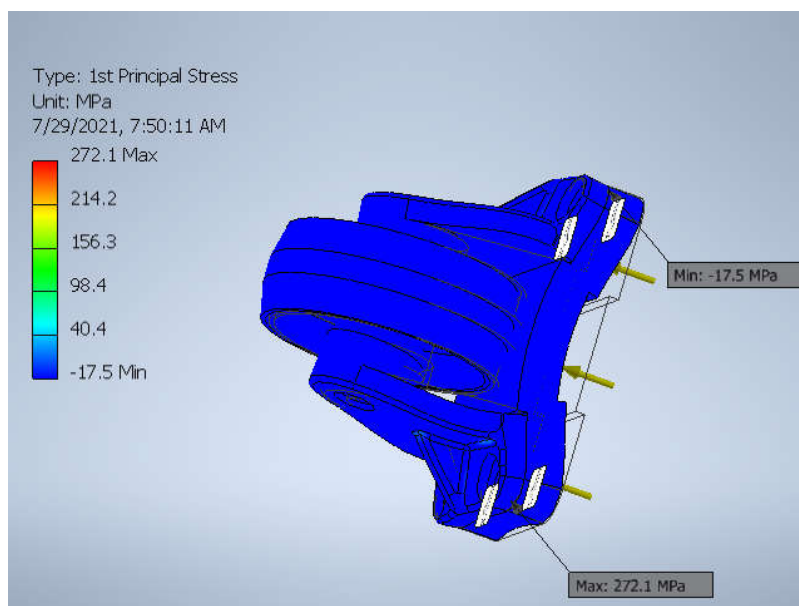 Type: 1st Principal Stress
Unit: MPa
7/29/2021, 7:50:11 AM
272.1 Max
214.2
156.3
98.4
40.4
-17.5 Min
Min: -17.5 MPa
Max: 272.1 MPa